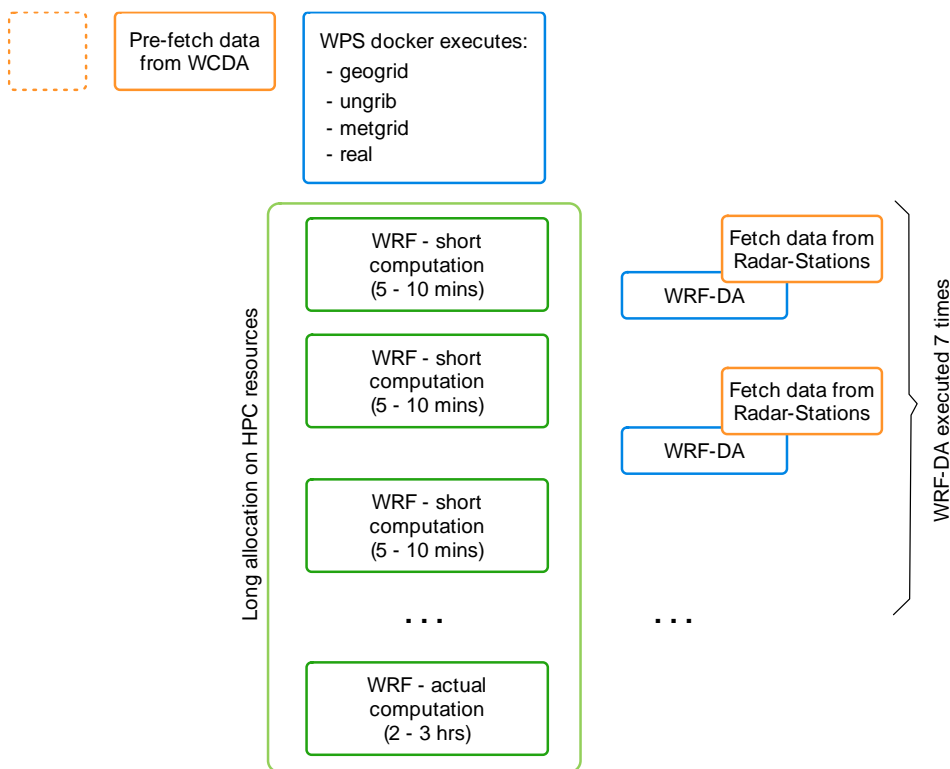 Pre-fetch data
from WCDA
WPS docker executes:
- geogrid
- ungrib
- metgrid
- real
Long allocation on HPC resources
WRF - short
computation
(5 - 10 mins)
Fetch data from
Radar-Stations
WRF-DA
WRF - short
computation
(5 - 10 mins)
Fetch data from
Radar-Stations
WRF-DA
WRF - short
computation
(5 - 10 mins)
...
...
WRF - actual
computation
(2 - 3 hrs)
WRF-DA executed 7 times